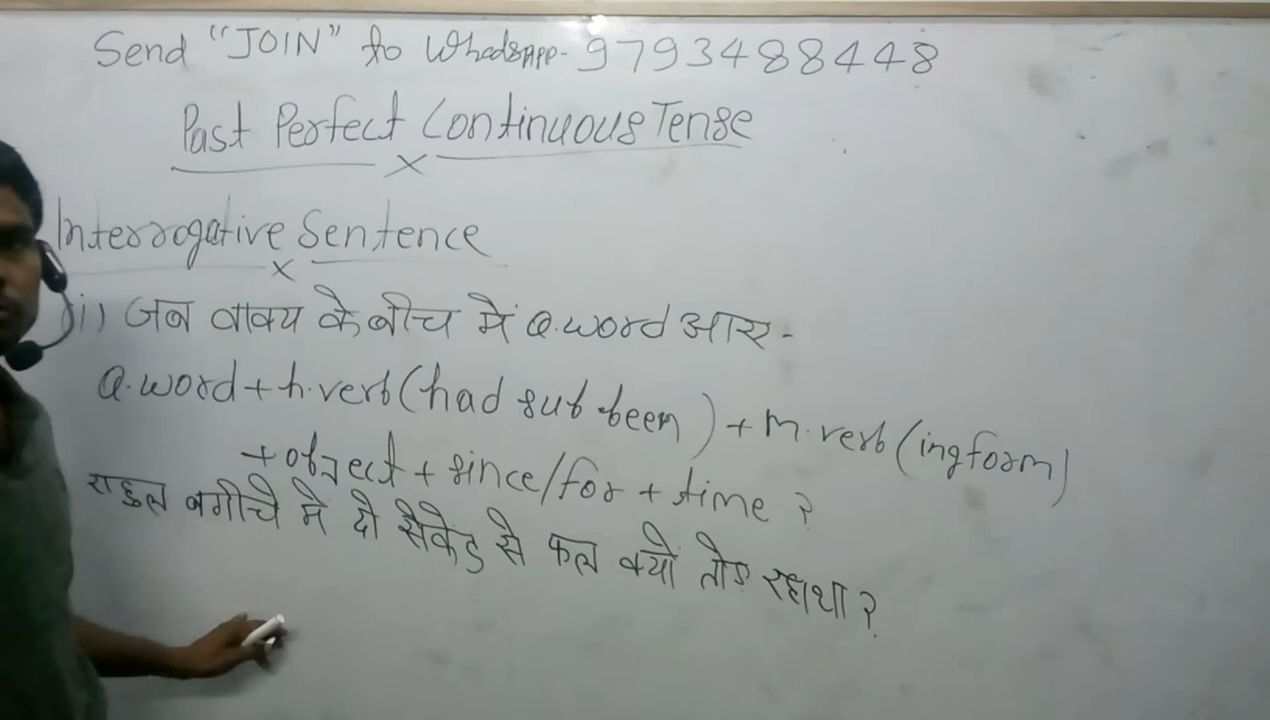 Send "JOIN" to WhatsApp- 9793488448
Past Perfect Continuous Tense
Interrogative Sentence
ii) जब वाक्य के बीच में Q.word आए -
Q.word + h.verb (had sub been) + m.verb (ing form)
+ object + since/for + time ?
राहुल बगीचे मे दो सेकेंड से फल क्यों तोड़ रहा था ?